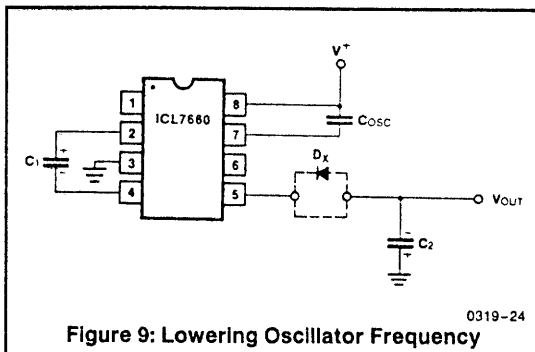 V+
1
ICL7660
8
COSC
2
7
C1
+
-
3
6
DX
4
5
VOUT
-
C2
+
0319-24
Figure 9: Lowering Oscillator Frequency